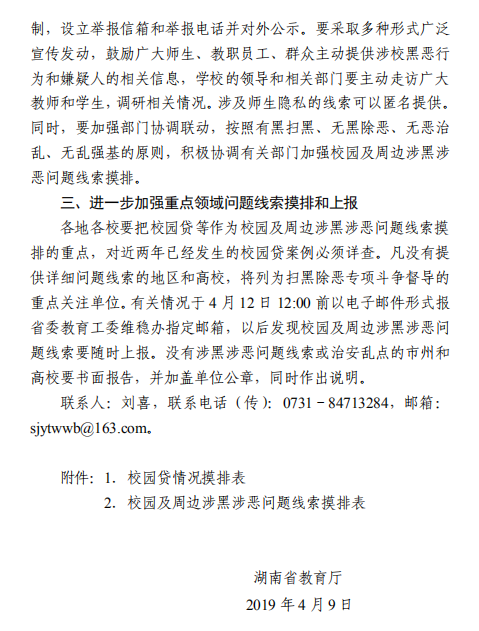 制，设立举报信箱和举报电话并对外公示。要采取多种形式广泛
宣传发动，鼓励广大师生、教职员工、群众主动提供涉校黑恶行
为和嫌疑人的相关信息，学校的领导和相关部门要主动走访广大
教师和学生，调研相关情况。涉及师生隐私的线索可以匿名提供。
同时，要加强部门协调联动，按照有黑扫黑、无黑除恶、无恶治
乱、无乱强基的原则，积极协调有关部门加强校园及周边涉黑涉
恶问题线索摸排。
三、进一步加强重点领域问题线索摸排和上报
各地各校要把校园贷等作为校园及周边涉黑涉恶问题线索摸
排的重点，对近两年已经发生的校园贷案例必须详查。凡没有提
供详细问题线索的地区和高校，将列为扫黑除恶专项斗争督导的
重点关注单位。有关情况于 4 月 12 日 12:00 前以电子邮件形式报
省委教育工委维稳办指定邮箱，以后发现校园及周边涉黑涉恶问
题线索要随时上报。没有涉黑涉恶问题线索或治安乱点的市州和
高校要书面报告，并加盖单位公章，同时作出说明。
联系人：刘喜，联系电话（传）：0731－84713284，邮箱：
sjytwwb@163.com。
附件：1. 校园贷情况摸排表
2. 校园及周边涉黑涉恶问题线索摸排表
湖南省教育厅
2019 年 4 月 9 日